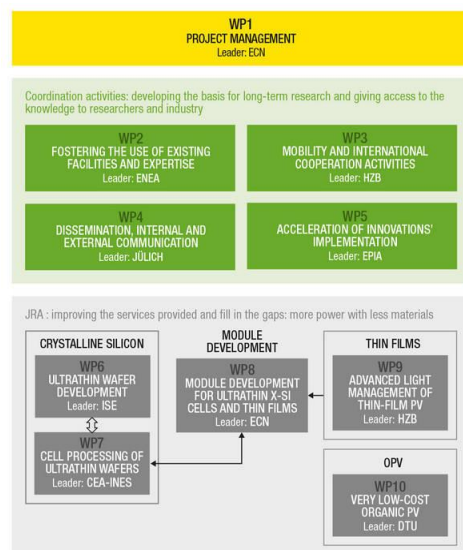 WP1
PROJECT MANAGEMENT
Leader: ECN
Coordination activities: developing the basis for long-term research and giving access to the
knowledge to researchers and industry
WP2
FOSTERING THE USE OF EXISTING
FACILITIES AND EXPERTISE
Leader: ENEA
WP3
MOBILITY AND INTERNATIONAL
COOPERATION ACTIVITIES
Leader: HZB
WP4
DISSEMINATION, INTERNAL AND
EXTERNAL COMMUNICATION
Leader: JÜLICH
WP5
ACCELERATION OF INNOVATIONS'
IMPLEMENTATION
Leader: EPIA
JRA : improving the services provided and fill in the gaps: more power with less materials
CRYSTALLINE SILICON
WP6
ULTRATHIN WAFER
DEVELOPMENT
Leader: ISE
WP7
CELL PROCESSING OF
ULTRATHIN WAFERS
Leader: CEA-INES
MODULE
DEVELOPMENT
WP8
MODULE DEVELOPMENT
FOR ULTRATHIN X-SI
CELLS AND THIN FILMS
Leader: ECN
THIN FILMS
WP9
ADVANCED LIGHT
MANAGEMENT OF
THIN-FILM PV
Leader: HZB
OPV
WP10
VERY LOW-COST
ORGANIC PV
Leader: DTU